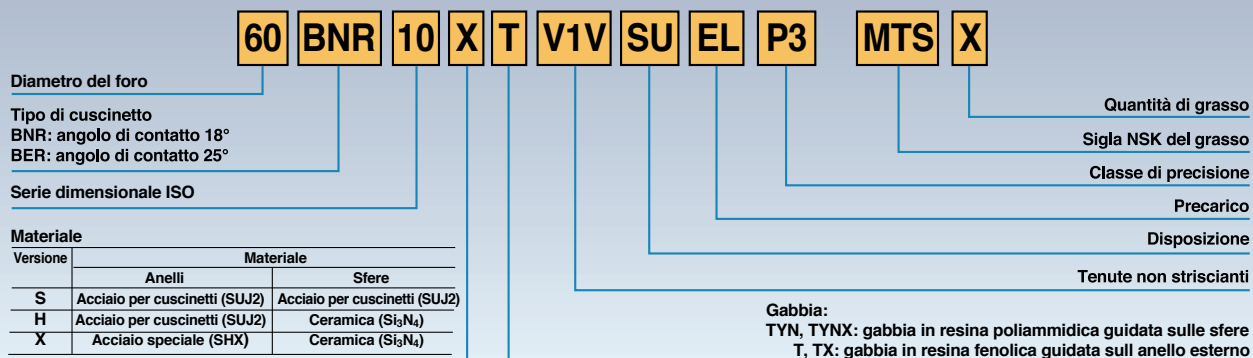 60 BNR 10 X T V1V SU EL P3 MTS X
Diametro del foro
Tipo di cuscinetto
BNR: angolo di contatto 18°
BER: angolo di contatto 25°
Serie dimensionale ISO
Quantità di grasso
Sigla NSK del grasso
Classe di precisione
Precarico
Disposizione
Tenute non striscianti
Materiale
Versione Materiale
Anelli Sfere
S Acciaio per cuscinetti (SUJ2) Acciaio per cuscinetti (SUJ2)
H Acciaio per cuscinetti (SUJ2) Ceramica (Si₃N₄)
X Acciaio speciale (SHX) Ceramica (Si₃N₄)
Gabbia:
TYN, TYNX: gabbia in resina poliammidica guidata sulle sfere
T, TX: gabbia in resina fenolica guidata sull anello esterno